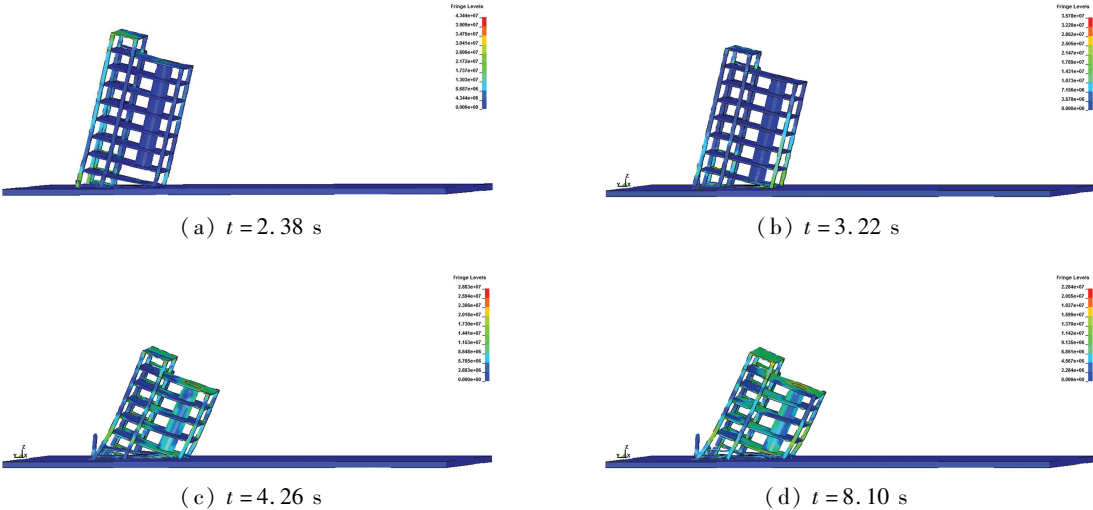 Fringe Levels
4.344e+07
3.909e+07
3.475e+07
3.041e+07
2.606e+07
2.172e+07
1.737e+07
1.303e+07
8.687e+06
4.344e+06
0.000e+00
(a) t=2.38 s
Fringe Levels
3.578e+07
3.220e+07
2.862e+07
2.505e+07
2.147e+07
1.789e+07
1.431e+07
1.073e+07
7.156e+06
3.578e+06
0.000e+00
Z
Y X
(b) t=3.22 s
Fringe Levels
2.883e+07
2.594e+07
2.306e+07
2.018e+07
1.730e+07
1.441e+07
1.153e+07
8.648e+06
5.765e+06
2.883e+06
0.000e+00
Z
Y X
(c) t=4.26 s
Fringe Levels
2.284e+07
2.055e+07
1.827e+07
1.599e+07
1.370e+07
1.142e+07
9.135e+06
6.851e+06
4.567e+06
2.284e+06
0.000e+00
Z
Y X
(d) t=8.10 s